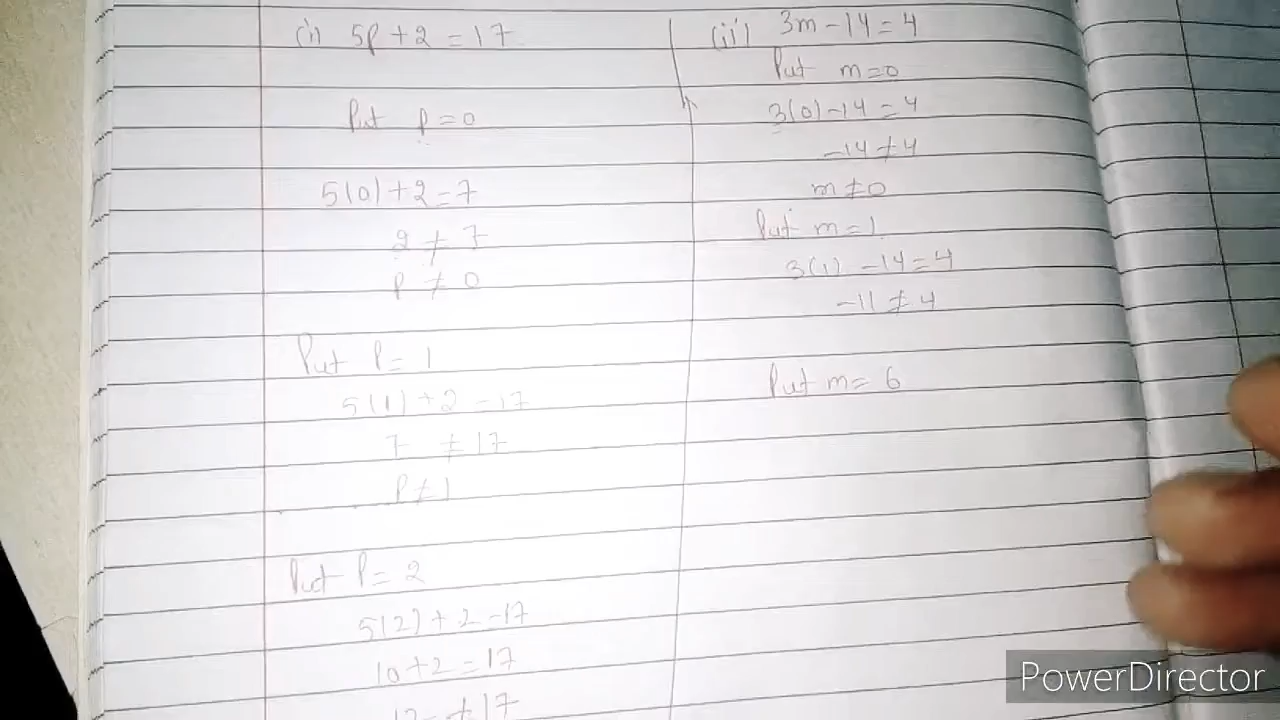 (i) 5p + 2 = 17
Put p = 0
5(0) + 2 = 7
2 ≠ 7
p ≠ 0
Put P = 1
5(1) + 2 = 17
7 ≠ 17
P ≠ 1
Put P = 2
5(2) + 2 = 17
10 + 2 = 17
12 ≠ 17
(ii) 3m - 14 = 4
Put m = 0
3(0) - 14 = 4
-14 ≠ 4
m ≠ 0
Put m = 1
3(1) - 14 = 4
-11 ≠ 4
Put m = 6
PowerDirector